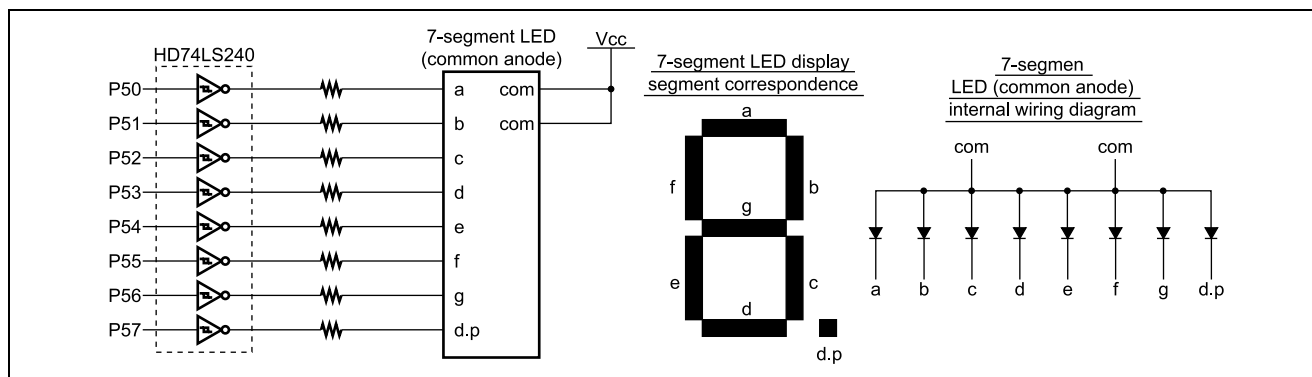 HD74LS240
P50
P51
P52
P53
P54
P55
P56
P57
7-segment LED
(common anode)
a com
b com
c
d
e
f
g
d.p
Vcc
7-segment LED display
segment correspondence
a
f
b
g
e
c
d
d.p
7-segmen
LED (common anode)
internal wiring diagram
com com
a b c d e f g d.p